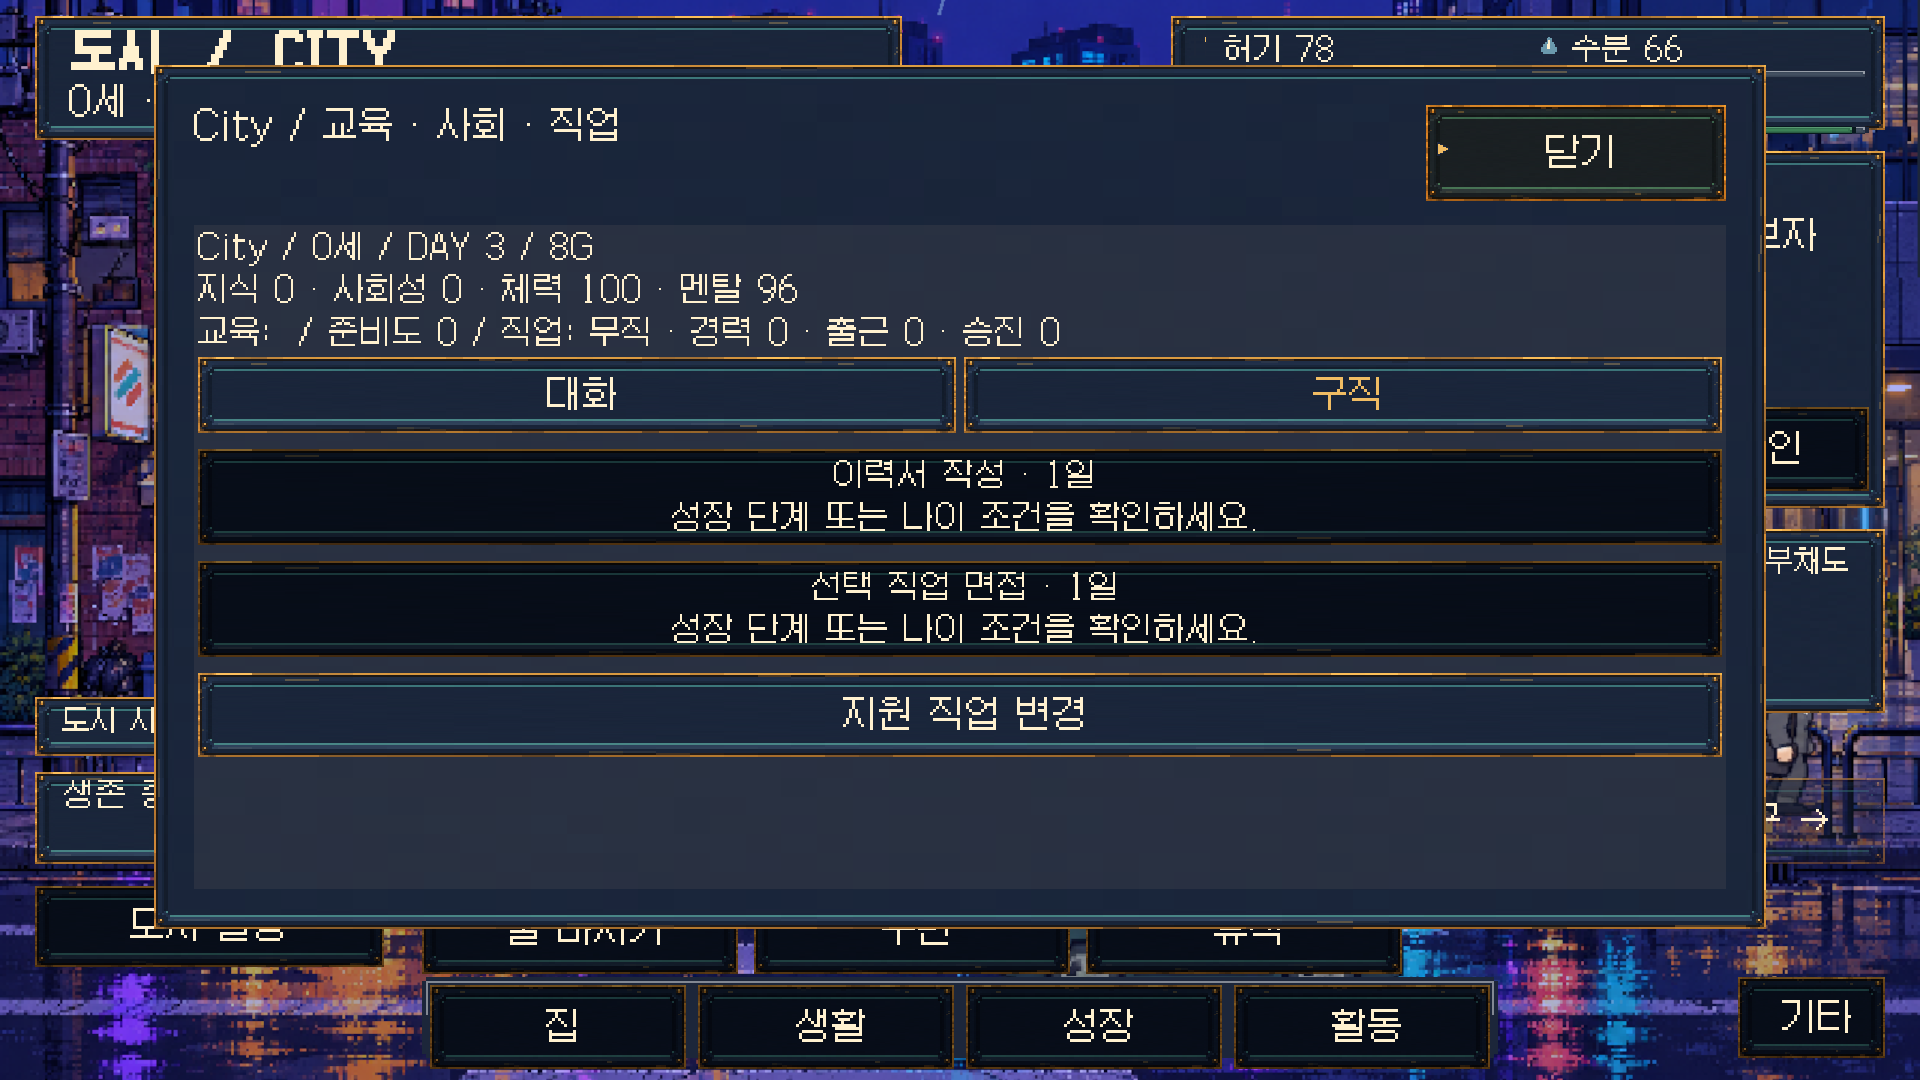 도시 / CITY
허기 78
수분 66
0세 ·
City / 교육 · 사회 · 직업
닫기
City / 0세 / DAY 3 / 8G
지식 0 · 사회성 0 · 체력 100 · 멘탈 96
교육: / 준비도 0 / 직업: 무직 · 경력 0 · 출근 0 · 승진 0
대화
구직
이력서 작성 · 1일
성장 단계 또는 나이 조건을 확인하세요.
선택 직업 면접 · 1일
성장 단계 또는 나이 조건을 확인하세요.
지원 직업 변경
인
부채도
도시
생존
→
집
생활
성장
활동
기타